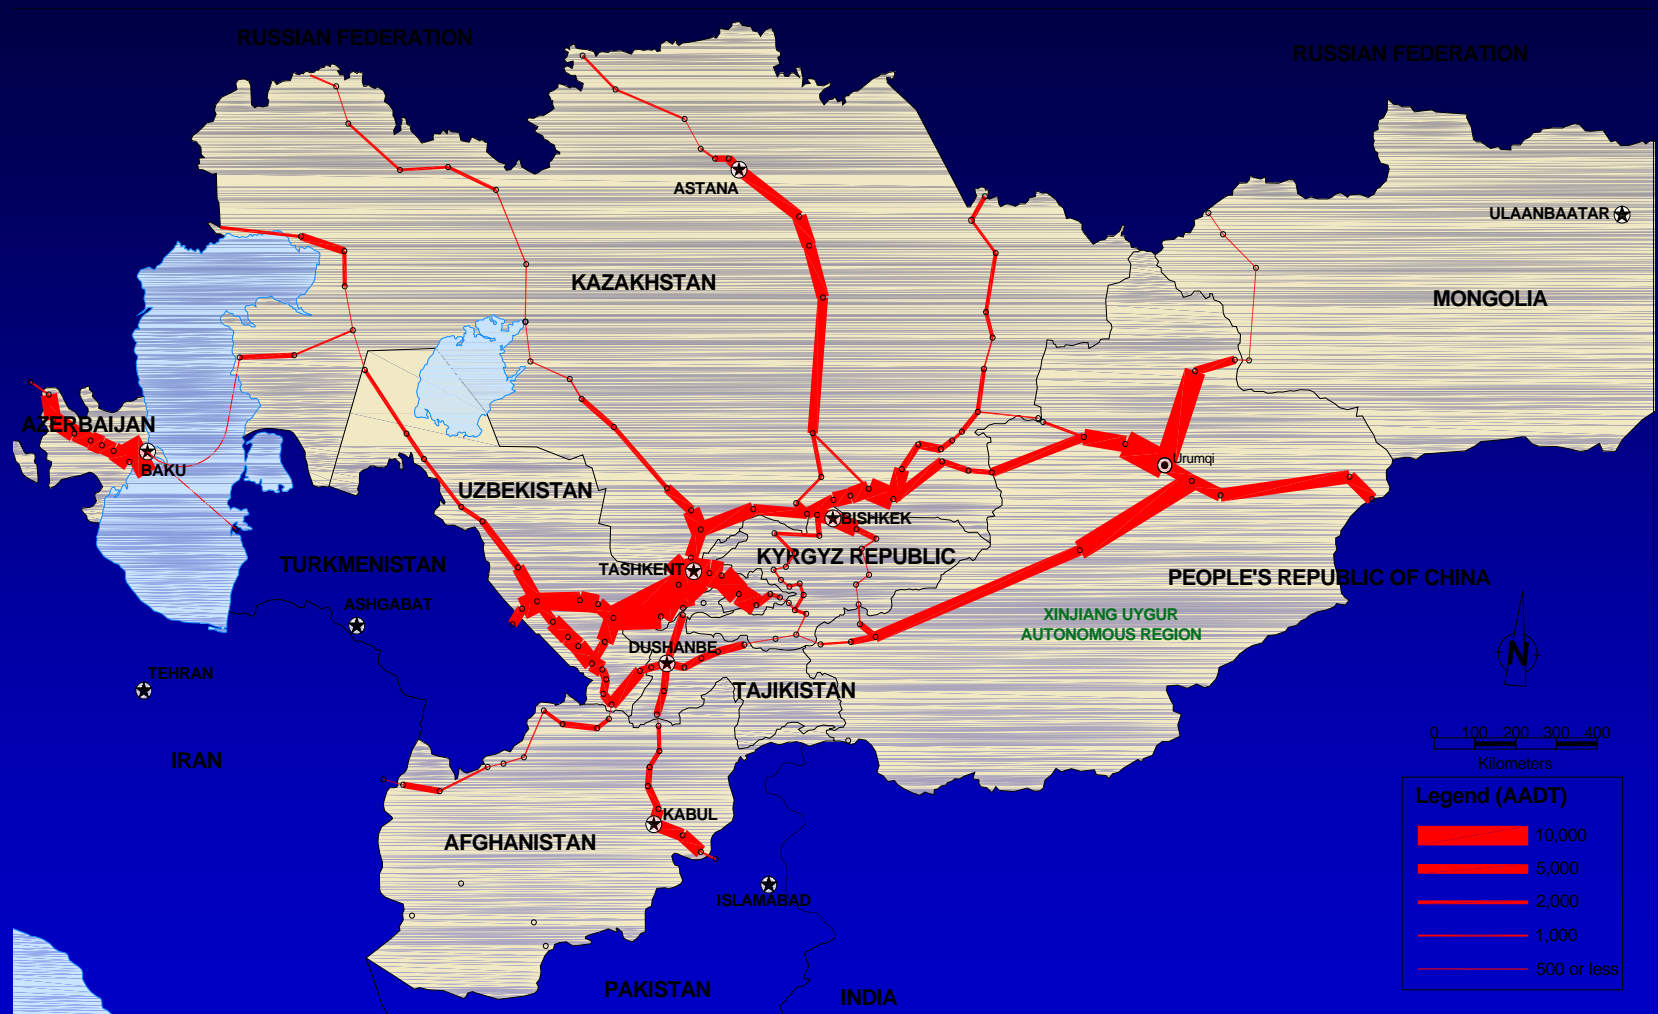 RUSSIAN FEDERATION
RUSSIAN FEDERATION
ASTANA
ULAANBAATAR
KAZAKHSTAN
MONGOLIA
AZERBAIJAN
BAKU
Urumqi
UZBEKISTAN
BISHKEK
TURKMENISTAN
TASHKENT
KYRGYZ REPUBLIC
PEOPLE'S REPUBLIC OF CHINA
ASHGABAT
XINJIANG UYGUR
AUTONOMOUS REGION
DUSHANBE
N
TEHRAN
TAJIKISTAN
IRAN
0 100 200 300 400
Kilometers
Legend (AADT)
10,000
5,000
2,000
1,000
500 or less
KABUL
AFGHANISTAN
ISLAMABAD
PAKISTAN
INDIA